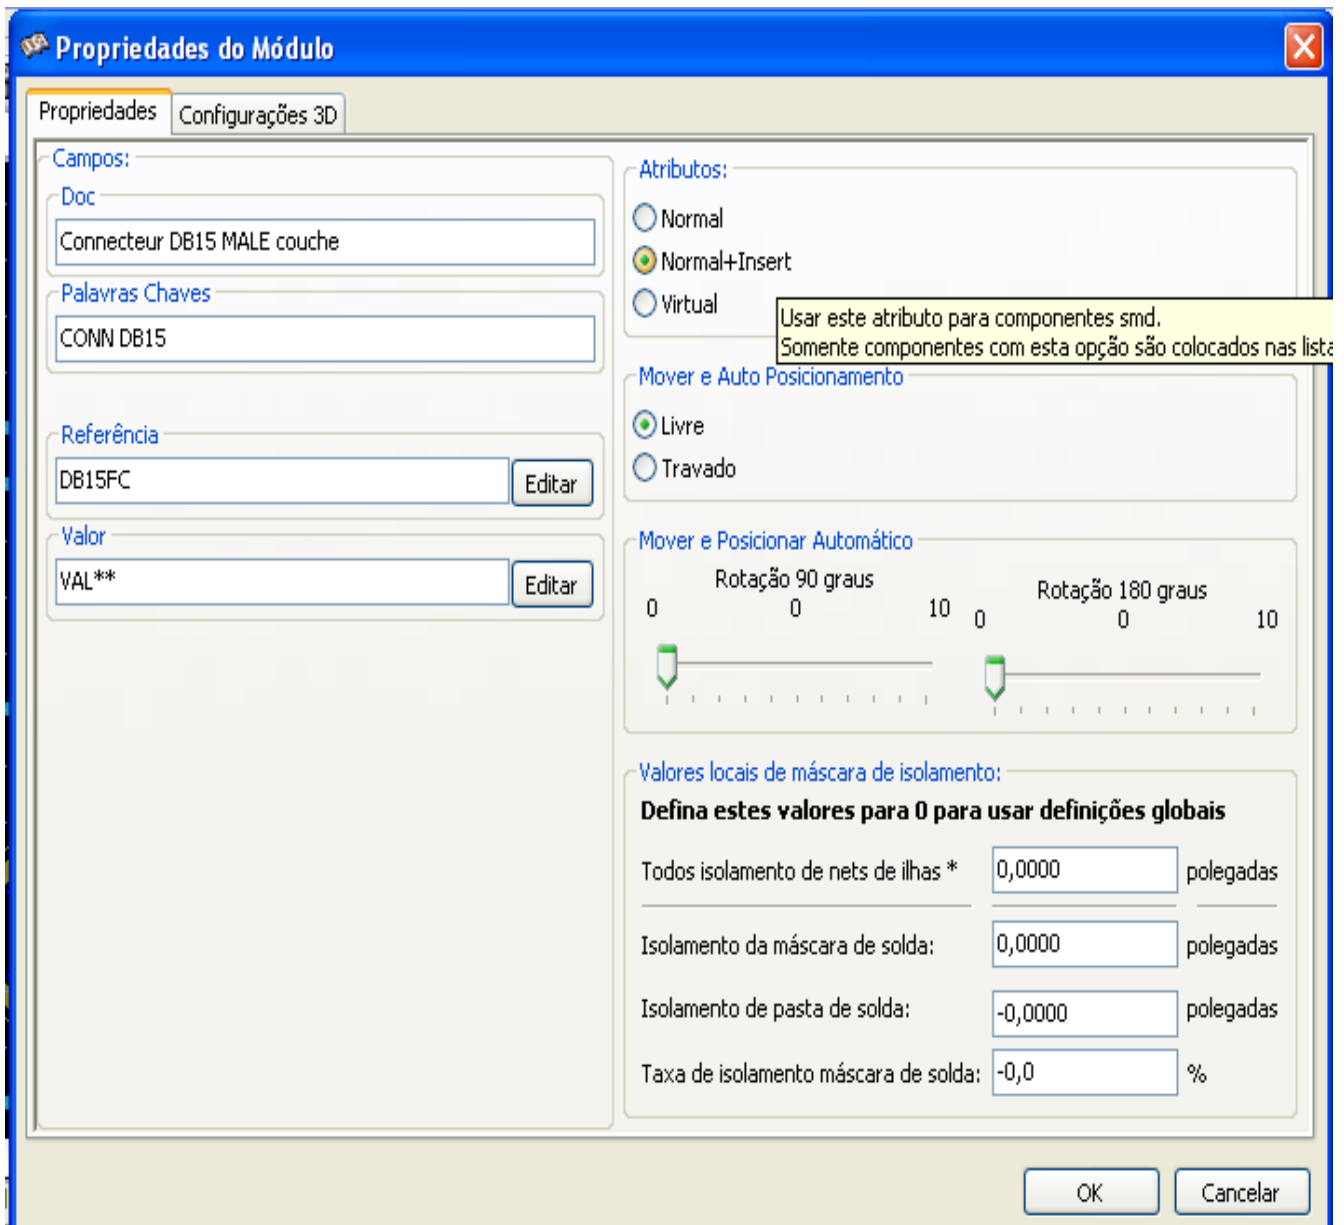 Propriedades do Módulo
Propriedades
Configurações 3D
Campos:
Doc
Connecteur DB15 MALE couche
Palavras Chaves
CONN DB15
Referência
DB15FC
Editar
Valor
VAL**
Editar
Atributos:
Normal
Normal+Insert
Virtual
Usar este atributo para componentes smd.
Somente componentes com esta opção são colocados nas lista
Mover e Auto Posicionamento
Livre
Travado
Mover e Posicionar Automático
Rotação 90 graus
0 0 10
Rotação 180 graus
0 0 10
Valores locais de máscara de isolamento:
Defina estes valores para 0 para usar definições globais
Todos isolamento de nets de ilhas * 0,0000 polegadas
Isolamento da máscara de solda: 0,0000 polegadas
Isolamento de pasta de solda: -0,0000 polegadas
Taxa de isolamento máscara de solda: -0,0 %
OK
Cancelar